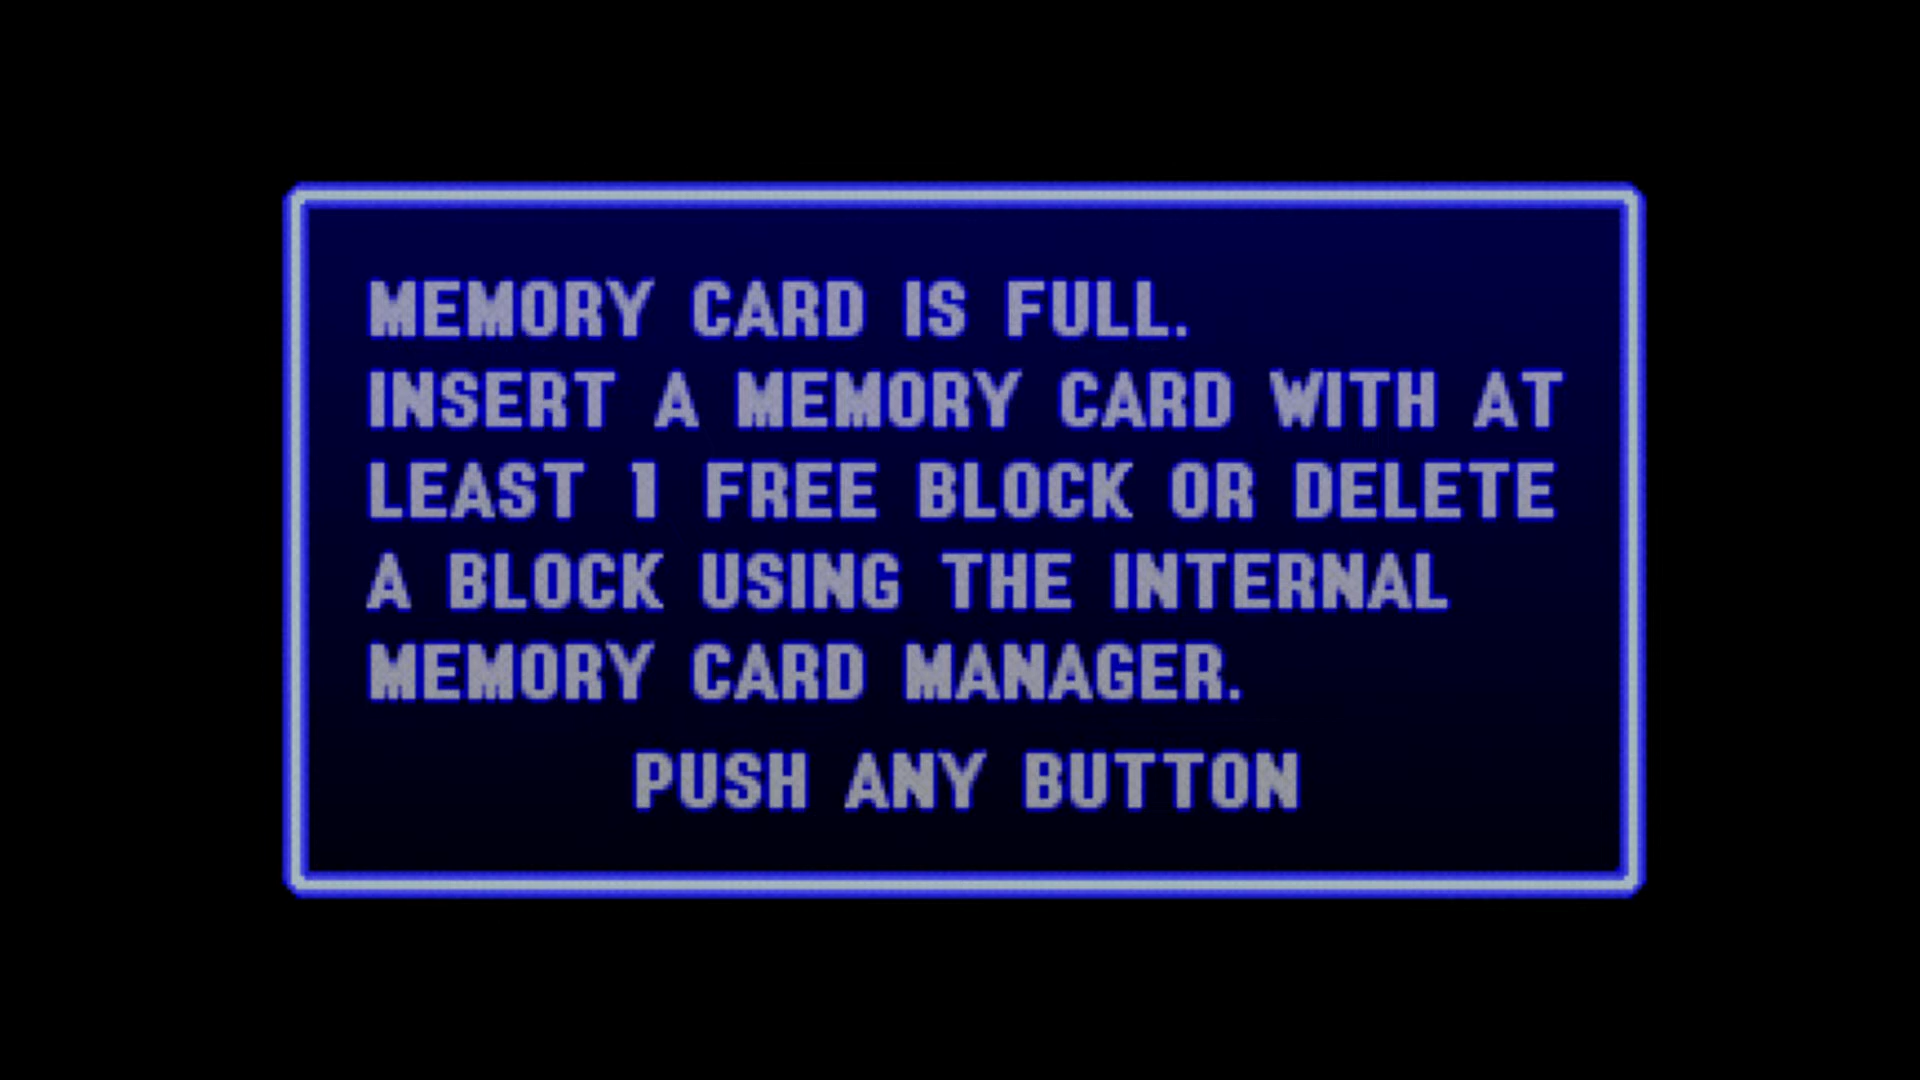 MEMORY CARD IS FULL.
INSERT A MEMORY CARD WITH AT
LEAST 1 FREE BLOCK OR DELETE
A BLOCK USING THE INTERNAL
MEMORY CARD MANAGER.
PUSH ANY BUTTON